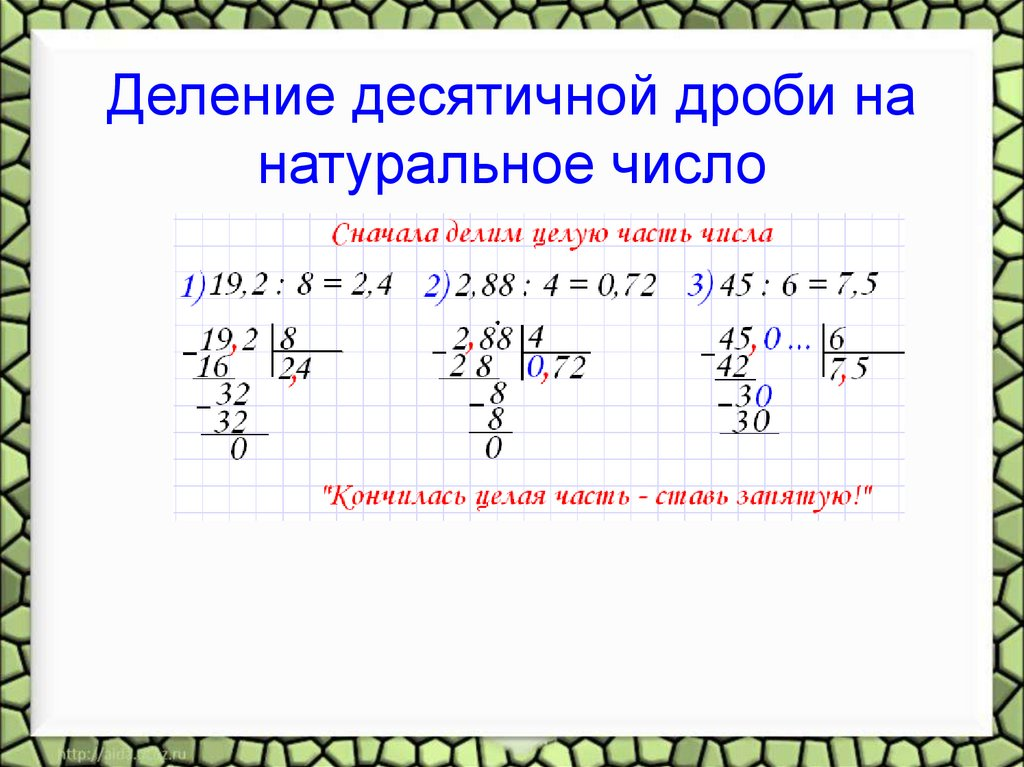 Деление десятичной дроби на
натуральное число
Сначала делим целую часть числа
1) 19,2 : 8 = 2,4 2) 2,88 : 4 = 0,72 3) 45 : 6 = 7,5
19,2 8
16 2,4
32
32
0
2,88 4
2 8 0,72
8
8
0
45,0... 6
42 7,5
30
30
"Кончилась целая часть - ставь запятую!"